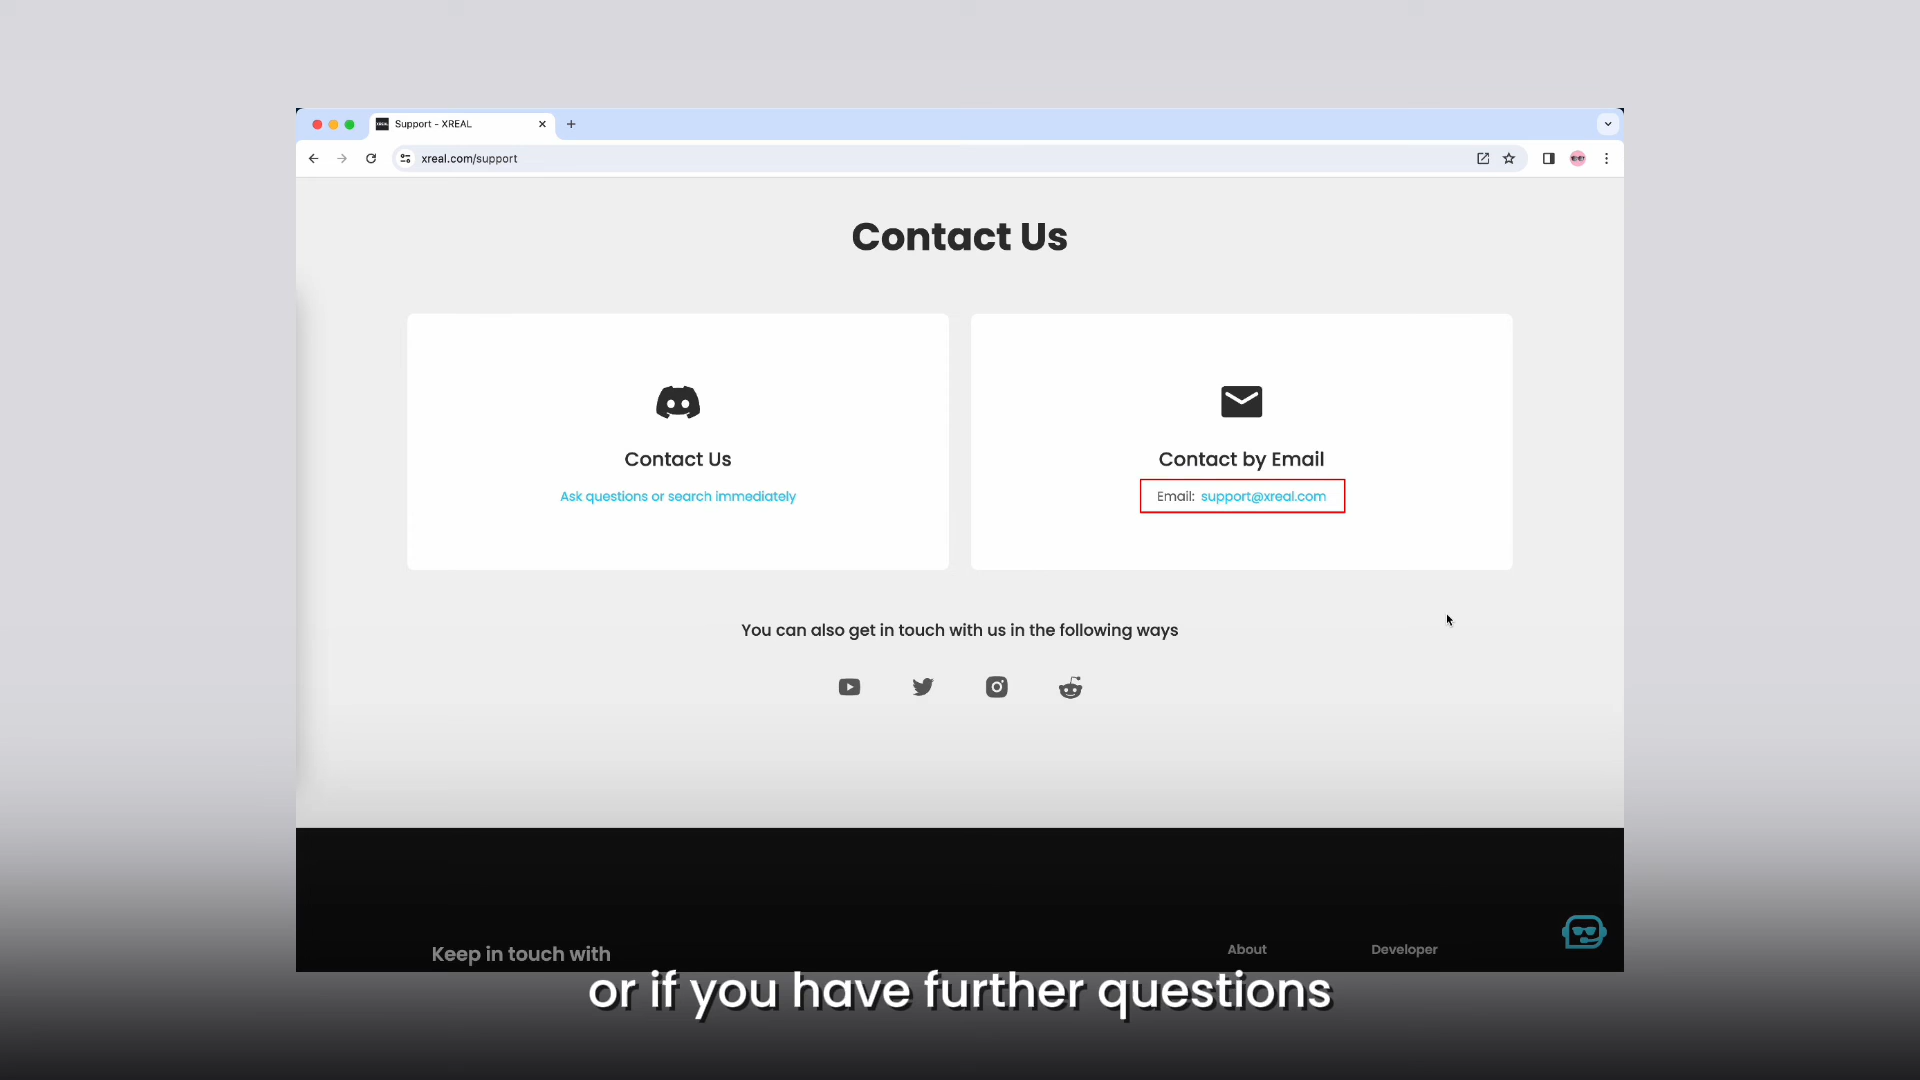 Support - XREAL
xreal.com/support
Contact Us
Contact Us
Ask questions or search immediately
Contact by Email
Email: support@xreal.com
You can also get in touch with us in the following ways
Keep in touch with
About
Developer
or if you have further questions